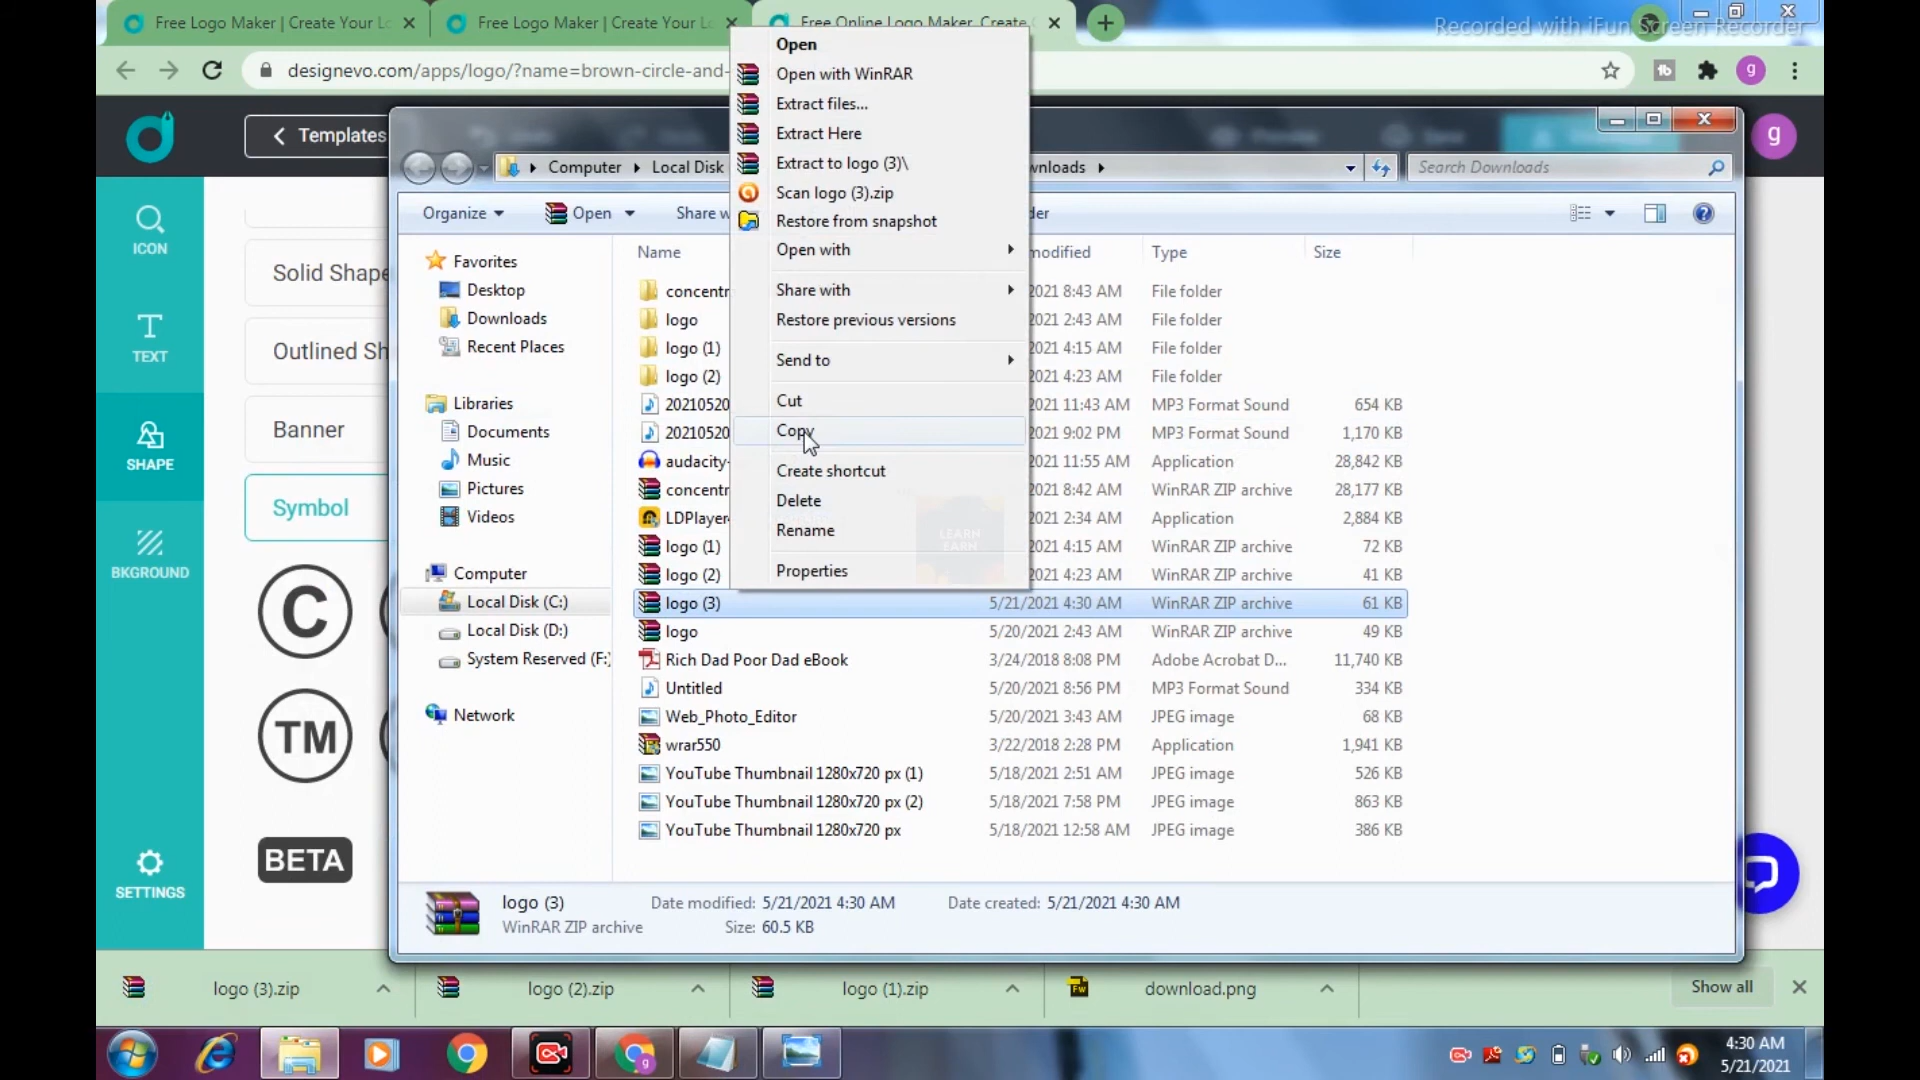 Free Logo Maker | Create Your Lo
Free Logo Maker | Create Your Lo
Free Online Logo Maker, Create
Recorded with iFun Screen Recorder
designevo.com/apps/logo/?name=brown-circle-and-
g
Templates
g
ICON
TEXT
SHAPE
BKGROUND
SETTINGS
Solid Shape
Outlined Sh
Banner
Symbol
C
TM
BETA
Computer
Local Disk
wnloads
Search Downloads
Organize
Open
Share w
der
Favorites
Desktop
Downloads
Recent Places
Libraries
Documents
Music
Pictures
Videos
Computer
Local Disk (C:)
Local Disk (D:)
System Reserved (F:)
Network
Open
Open with WinRAR
Extract files...
Extract Here
Extract to logo (3)\
Scan logo (3).zip
Restore from snapshot
Open with
Share with
Restore previous versions
Send to
Cut
Copy
Create shortcut
Delete
Rename
Properties
LEARN
EARN
Name modified Type Size
concentr 2021 8:43 AM File folder
logo 2021 2:43 AM File folder
logo (1) 2021 4:15 AM File folder
logo (2) 2021 4:23 AM File folder
20210520 2021 11:43 AM MP3 Format Sound 654 KB
20210520 2021 9:02 PM MP3 Format Sound 1,170 KB
audacity- 2021 11:55 AM Application 28,842 KB
concentr 2021 8:42 AM WinRAR ZIP archive 28,177 KB
LDPlayer4 2021 2:34 AM Application 2,884 KB
logo (1) 2021 4:15 AM WinRAR ZIP archive 72 KB
logo (2) 2021 4:23 AM WinRAR ZIP archive 41 KB
logo (3) 5/21/2021 4:30 AM WinRAR ZIP archive 61 KB
logo 5/20/2021 2:43 AM WinRAR ZIP archive 49 KB
Rich Dad Poor Dad eBook 3/24/2018 8:08 PM Adobe Acrobat D... 11,740 KB
Untitled 5/20/2021 8:56 PM MP3 Format Sound 334 KB
Web_Photo_Editor 5/20/2021 3:43 AM JPEG image 68 KB
wrar550 3/22/2018 2:28 PM Application 1,941 KB
YouTube Thumbnail 1280x720 px (1) 5/18/2021 2:51 AM JPEG image 526 KB
YouTube Thumbnail 1280x720 px (2) 5/18/2021 7:58 PM JPEG image 863 KB
YouTube Thumbnail 1280x720 px 5/18/2021 12:58 AM JPEG image 386 KB
logo (3) Date modified: 5/21/2021 4:30 AM Date created: 5/21/2021 4:30 AM
WinRAR ZIP archive Size: 60.5 KB
logo (3).zip
logo (2).zip
logo (1).zip
download.png
Show all
4:30 AM
5/21/2021